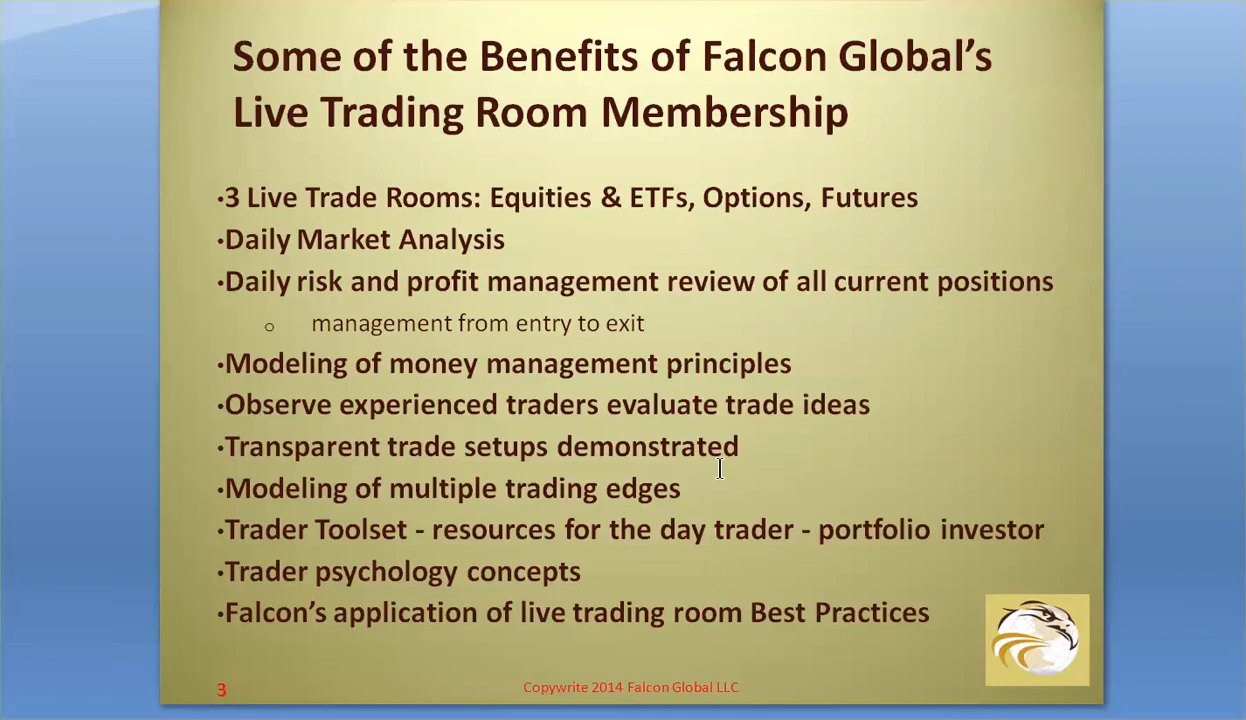 Some of the Benefits of Falcon Global’s
Live Trading Room Membership
•3 Live Trade Rooms: Equities & ETFs, Options, Futures
•Daily Market Analysis
•Daily risk and profit management review of all current positions
o management from entry to exit
•Modeling of money management principles
•Observe experienced traders evaluate trade ideas
•Transparent trade setups demonstrated
•Modeling of multiple trading edges
•Trader Toolset - resources for the day trader - portfolio investor
•Trader psychology concepts
•Falcon’s application of live trading room Best Practices
3
Copywrite 2014 Falcon Global LLC